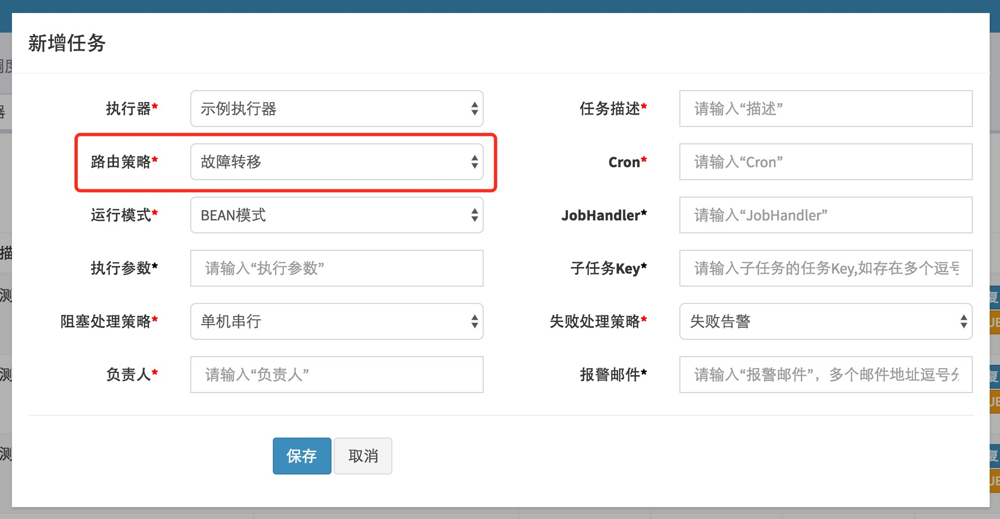 新增任务
执行器* 示例执行器 任务描述* 请输入“描述”
路由策略* 故障转移 Cron* 请输入“Cron”
运行模式* BEAN模式 JobHandler* 请输入“JobHandler”
执行参数* 请输入“执行参数” 子任务Key* 请输入子任务的任务Key,如存在多个逗号
阻塞处理策略* 单机串行 失败处理策略* 失败告警
负责人* 请输入“负责人” 报警邮件* 请输入“报警邮件”，多个邮件地址逗号分
保存 取消